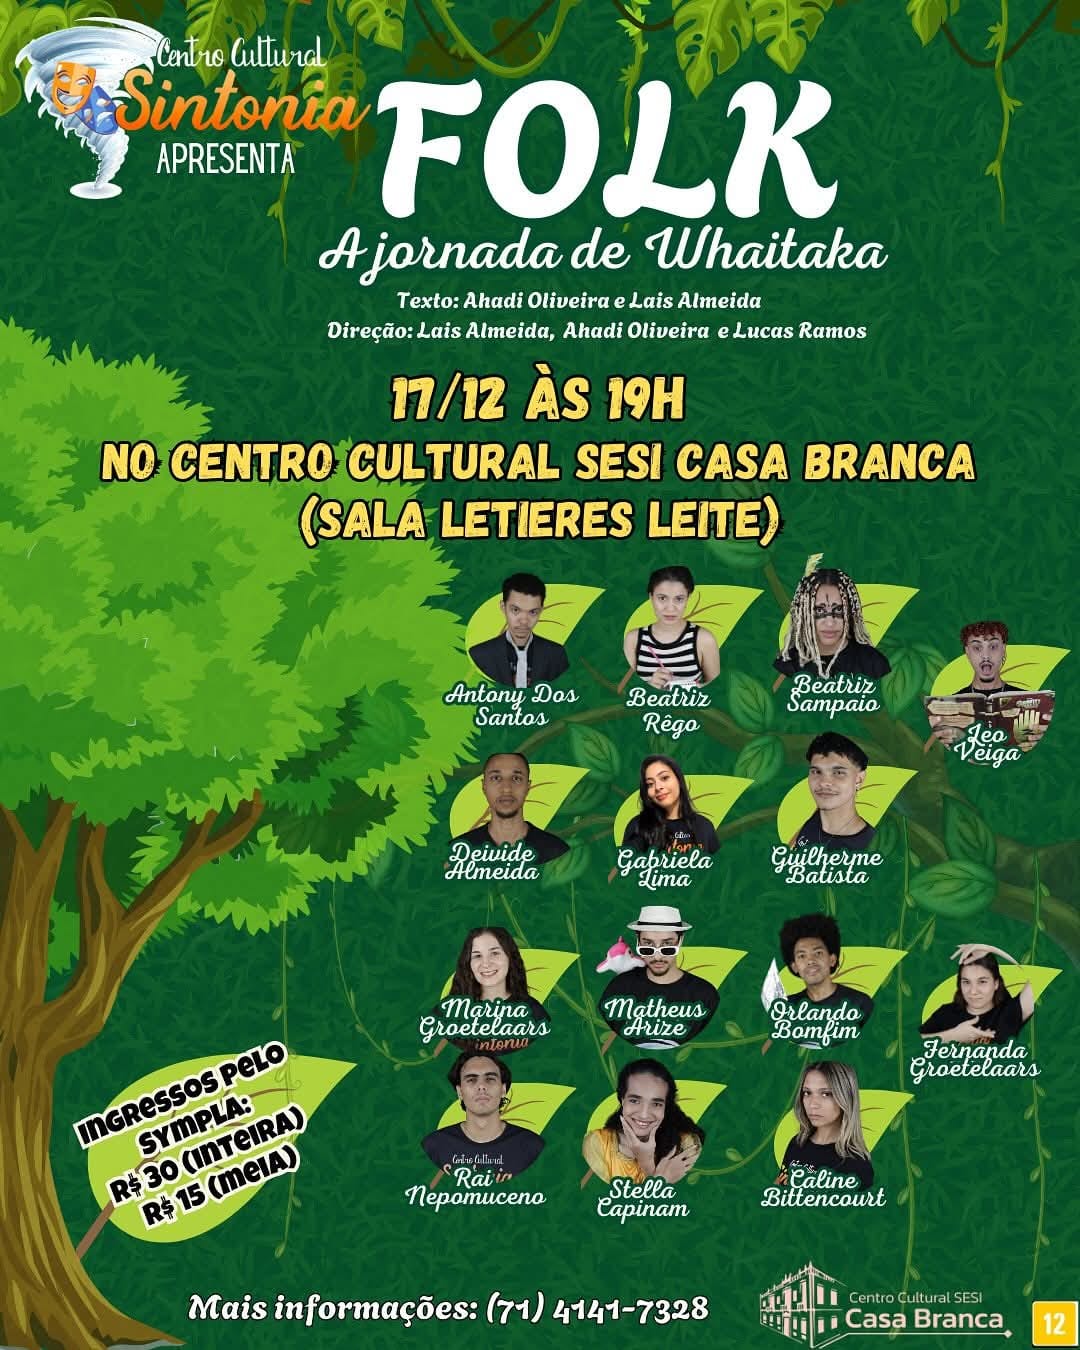 Centro Cultural
Sintonia
APRESENTA
FOLK
A jornada de Whaitaka
Texto: Ahadi Oliveira e Lais Almeida
Direção: Lais Almeida, Ahadi Oliveira e Lucas Ramos
17/12 ÀS 19H
NO CENTRO CULTURAL SESI CASA BRANCA
(SALA LETIERES LEITE)
Antony Dos
Santos
Beatriz
Rêgo
Beatriz
Sampaio
Lèo
Veiga
Deivide
Almeida
Gabriela
Lima
Guilherme
Batista
Marina
Groetelaars
Matheus
Arize
Orlando
Bomfim
Fernanda
Groetelaars
Rai
Nepomuceno
Stella
Capinam
Caline
Bittencourt
Ingressos pelo
Sympla:
R$ 30 (inteira)
R$ 15 (meia)
Mais informações: (71) 4141-7328
Centro Cultural SESI
Casa Branca
12